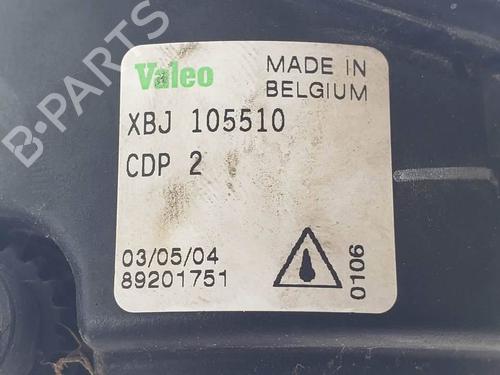 B-PARTS
Valeo
MADE IN
BELGIUM
XBJ 105510
CDP 2
03/05/04
89201751
0106